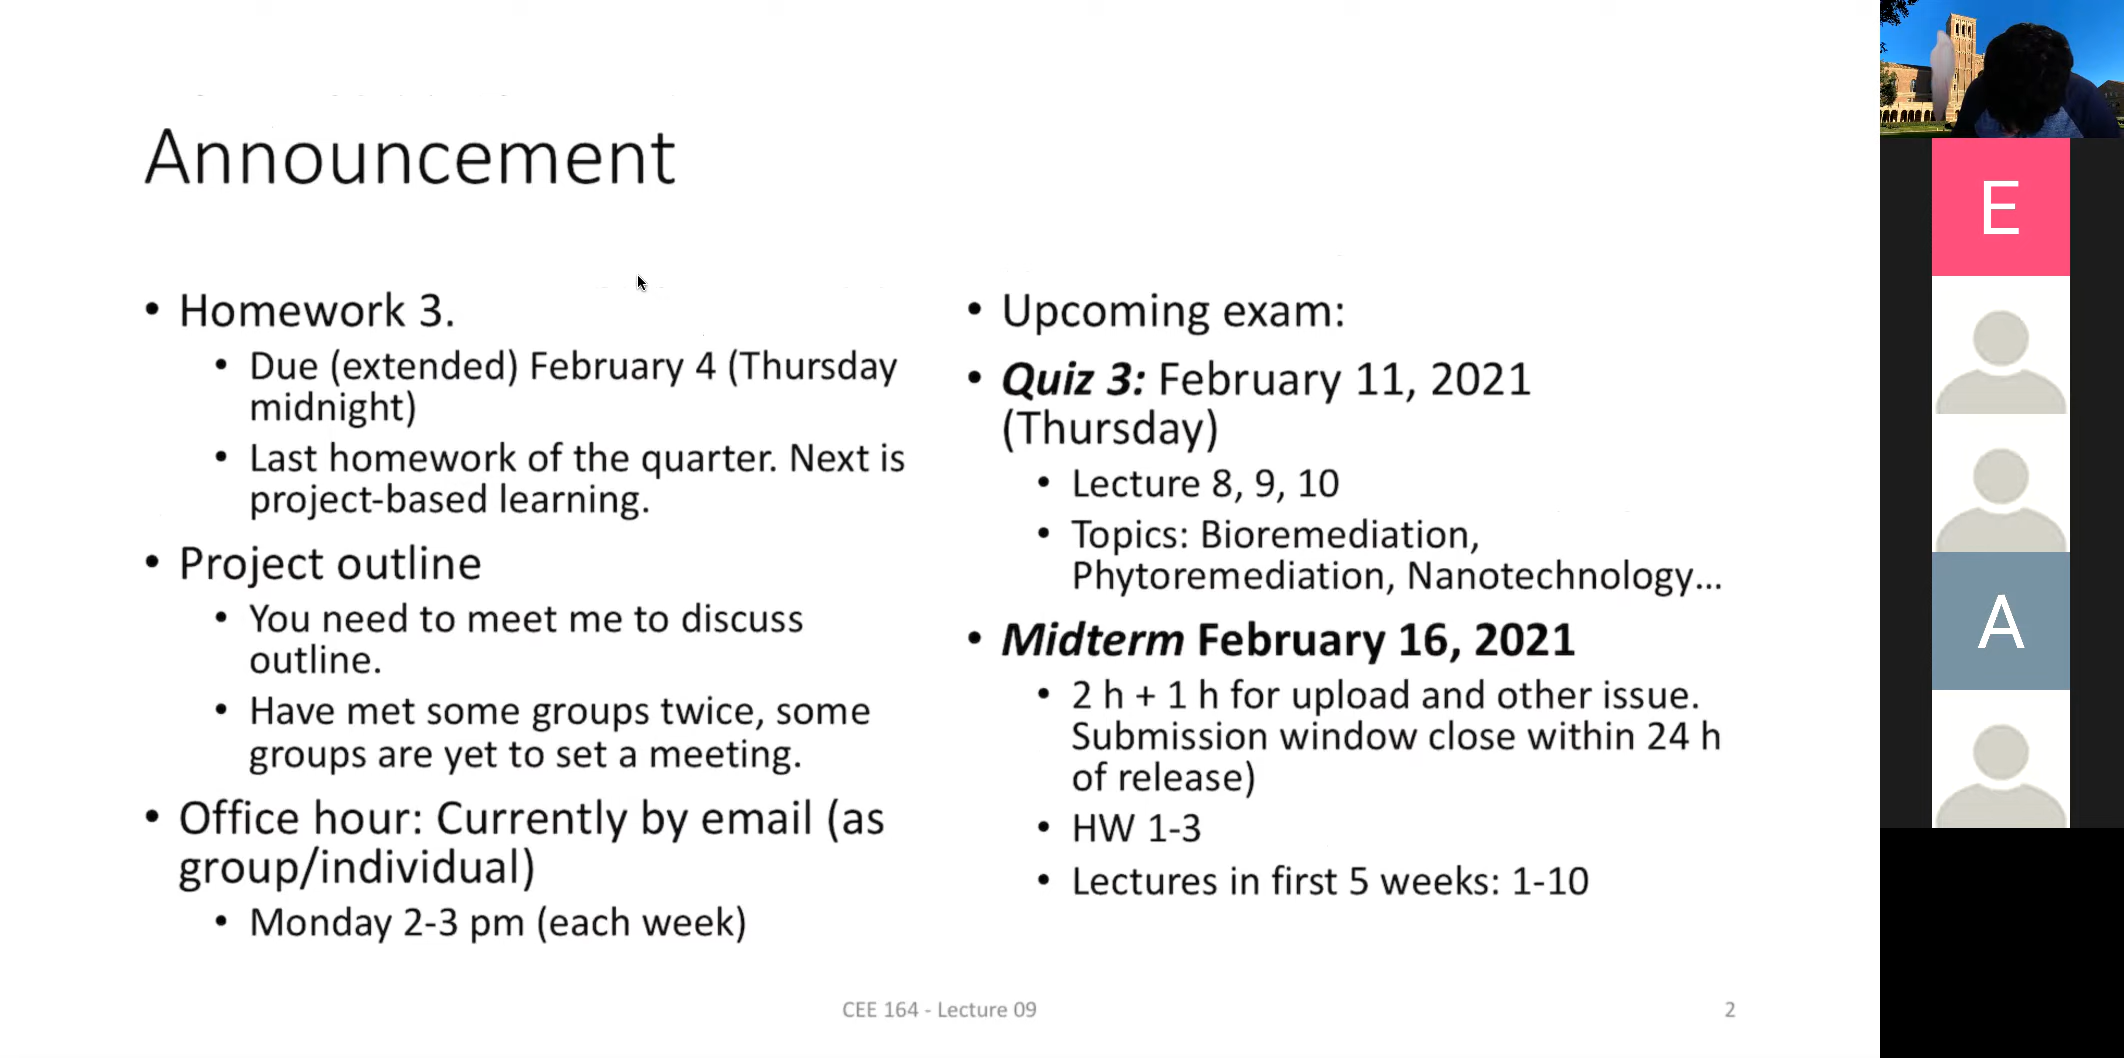 Announcement
• Homework 3.
• Due (extended) February 4 (Thursday
midnight)
• Last homework of the quarter. Next is
project-based learning.
• Project outline
• You need to meet me to discuss
outline.
• Have met some groups twice, some
groups are yet to set a meeting.
• Office hour: Currently by email (as
group/individual)
• Monday 2-3 pm (each week)
• Upcoming exam:
• Quiz 3: February 11, 2021
(Thursday)
• Lecture 8, 9, 10
• Topics: Bioremediation,
Phytoremediation, Nanotechnology...
• Midterm February 16, 2021
• 2 h + 1 h for upload and other issue.
Submission window close within 24 h
of release)
• HW 1-3
• Lectures in first 5 weeks: 1-10
CEE 164 - Lecture 09
2
E
A